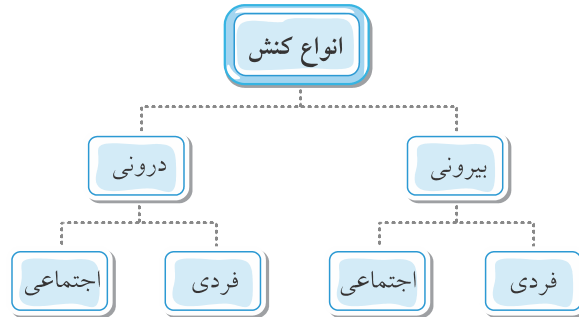 انواع کنش
بیرونی
درونی
فردی
اجتماعی
فردی
اجتماعی